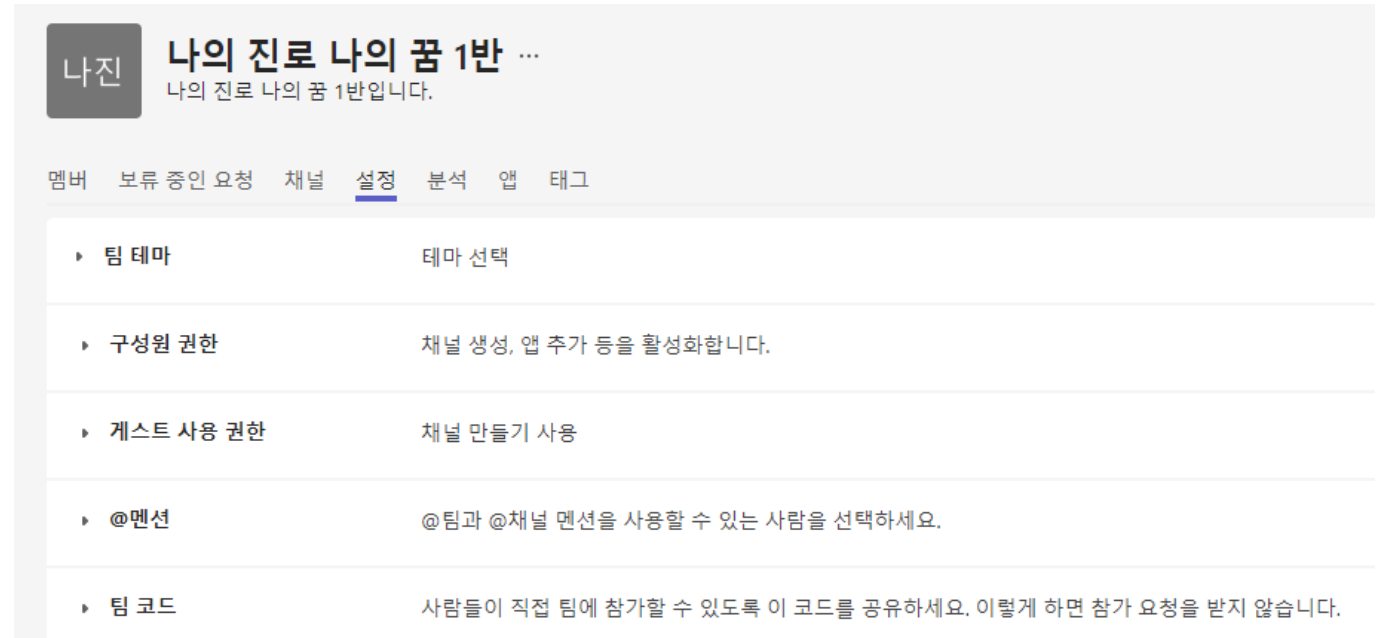 나진
나의 진로 나의 꿈 1반 ...
나의 진로 나의 꿈 1반입니다.
멤버 보류 중인 요청 채널 설정 분석 앱 태그
팀 테마 테마 선택
구성원 권한 채널 생성, 앱 추가 등을 활성화합니다.
게스트 사용 권한 채널 만들기 사용
@멘션 @팀과 @채널 멘션을 사용할 수 있는 사람을 선택하세요.
팀 코드 사람들이 직접 팀에 참가할 수 있도록 이 코드를 공유하세요. 이렇게 하면 참가 요청을 받지 않습니다.